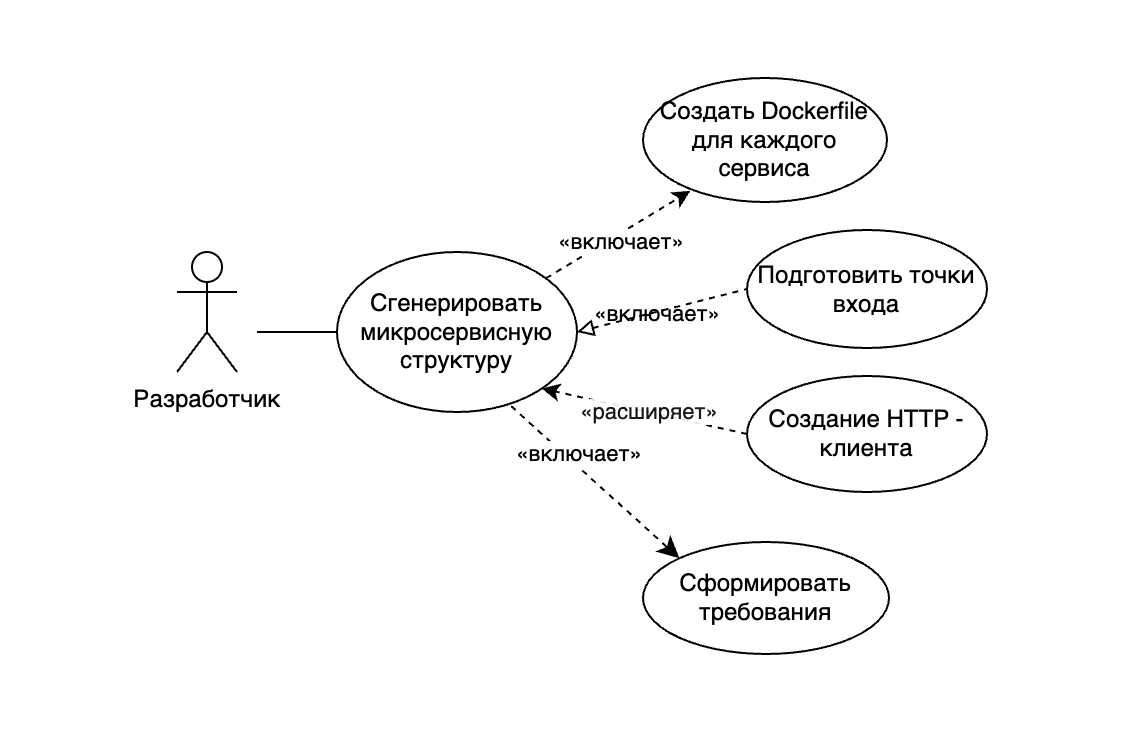 Создать Dockerfile
для каждого
сервиса
«включает»
Подготовить точки
входа
Сгенерировать
микросервисную
структуру
«включает»
Разработчик
«расширяет»
Создание HTTP -
клиента
«включает»
Сформировать
требования